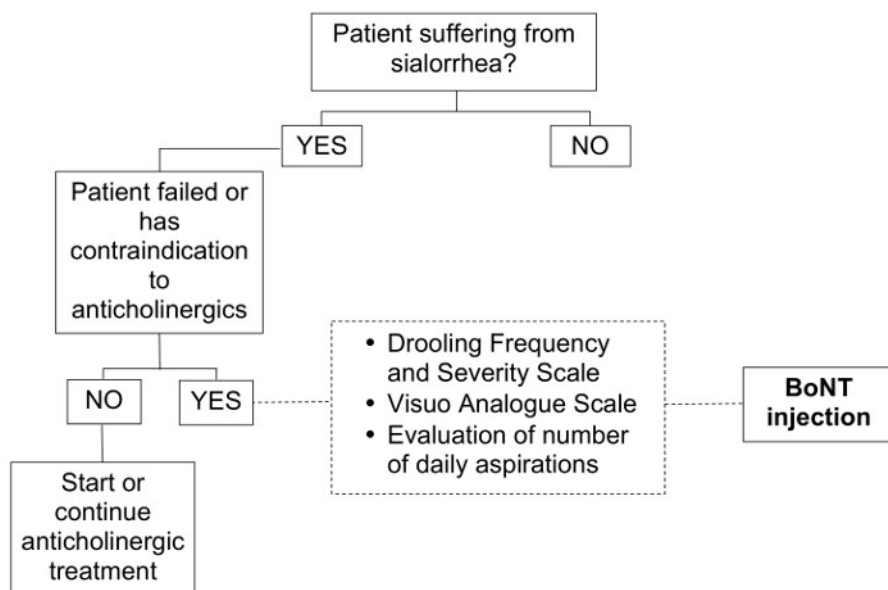 Patient suffering from
sialorrhea?
YES
NO
Patient failed or
has
contraindication
to
anticholinergics
NO
YES
• Drooling Frequency
and Severity Scale
• Visuo Analogue Scale
• Evaluation of number
of daily aspirations
BoNT
injection
Start or
continue
anticholinergic
treatment